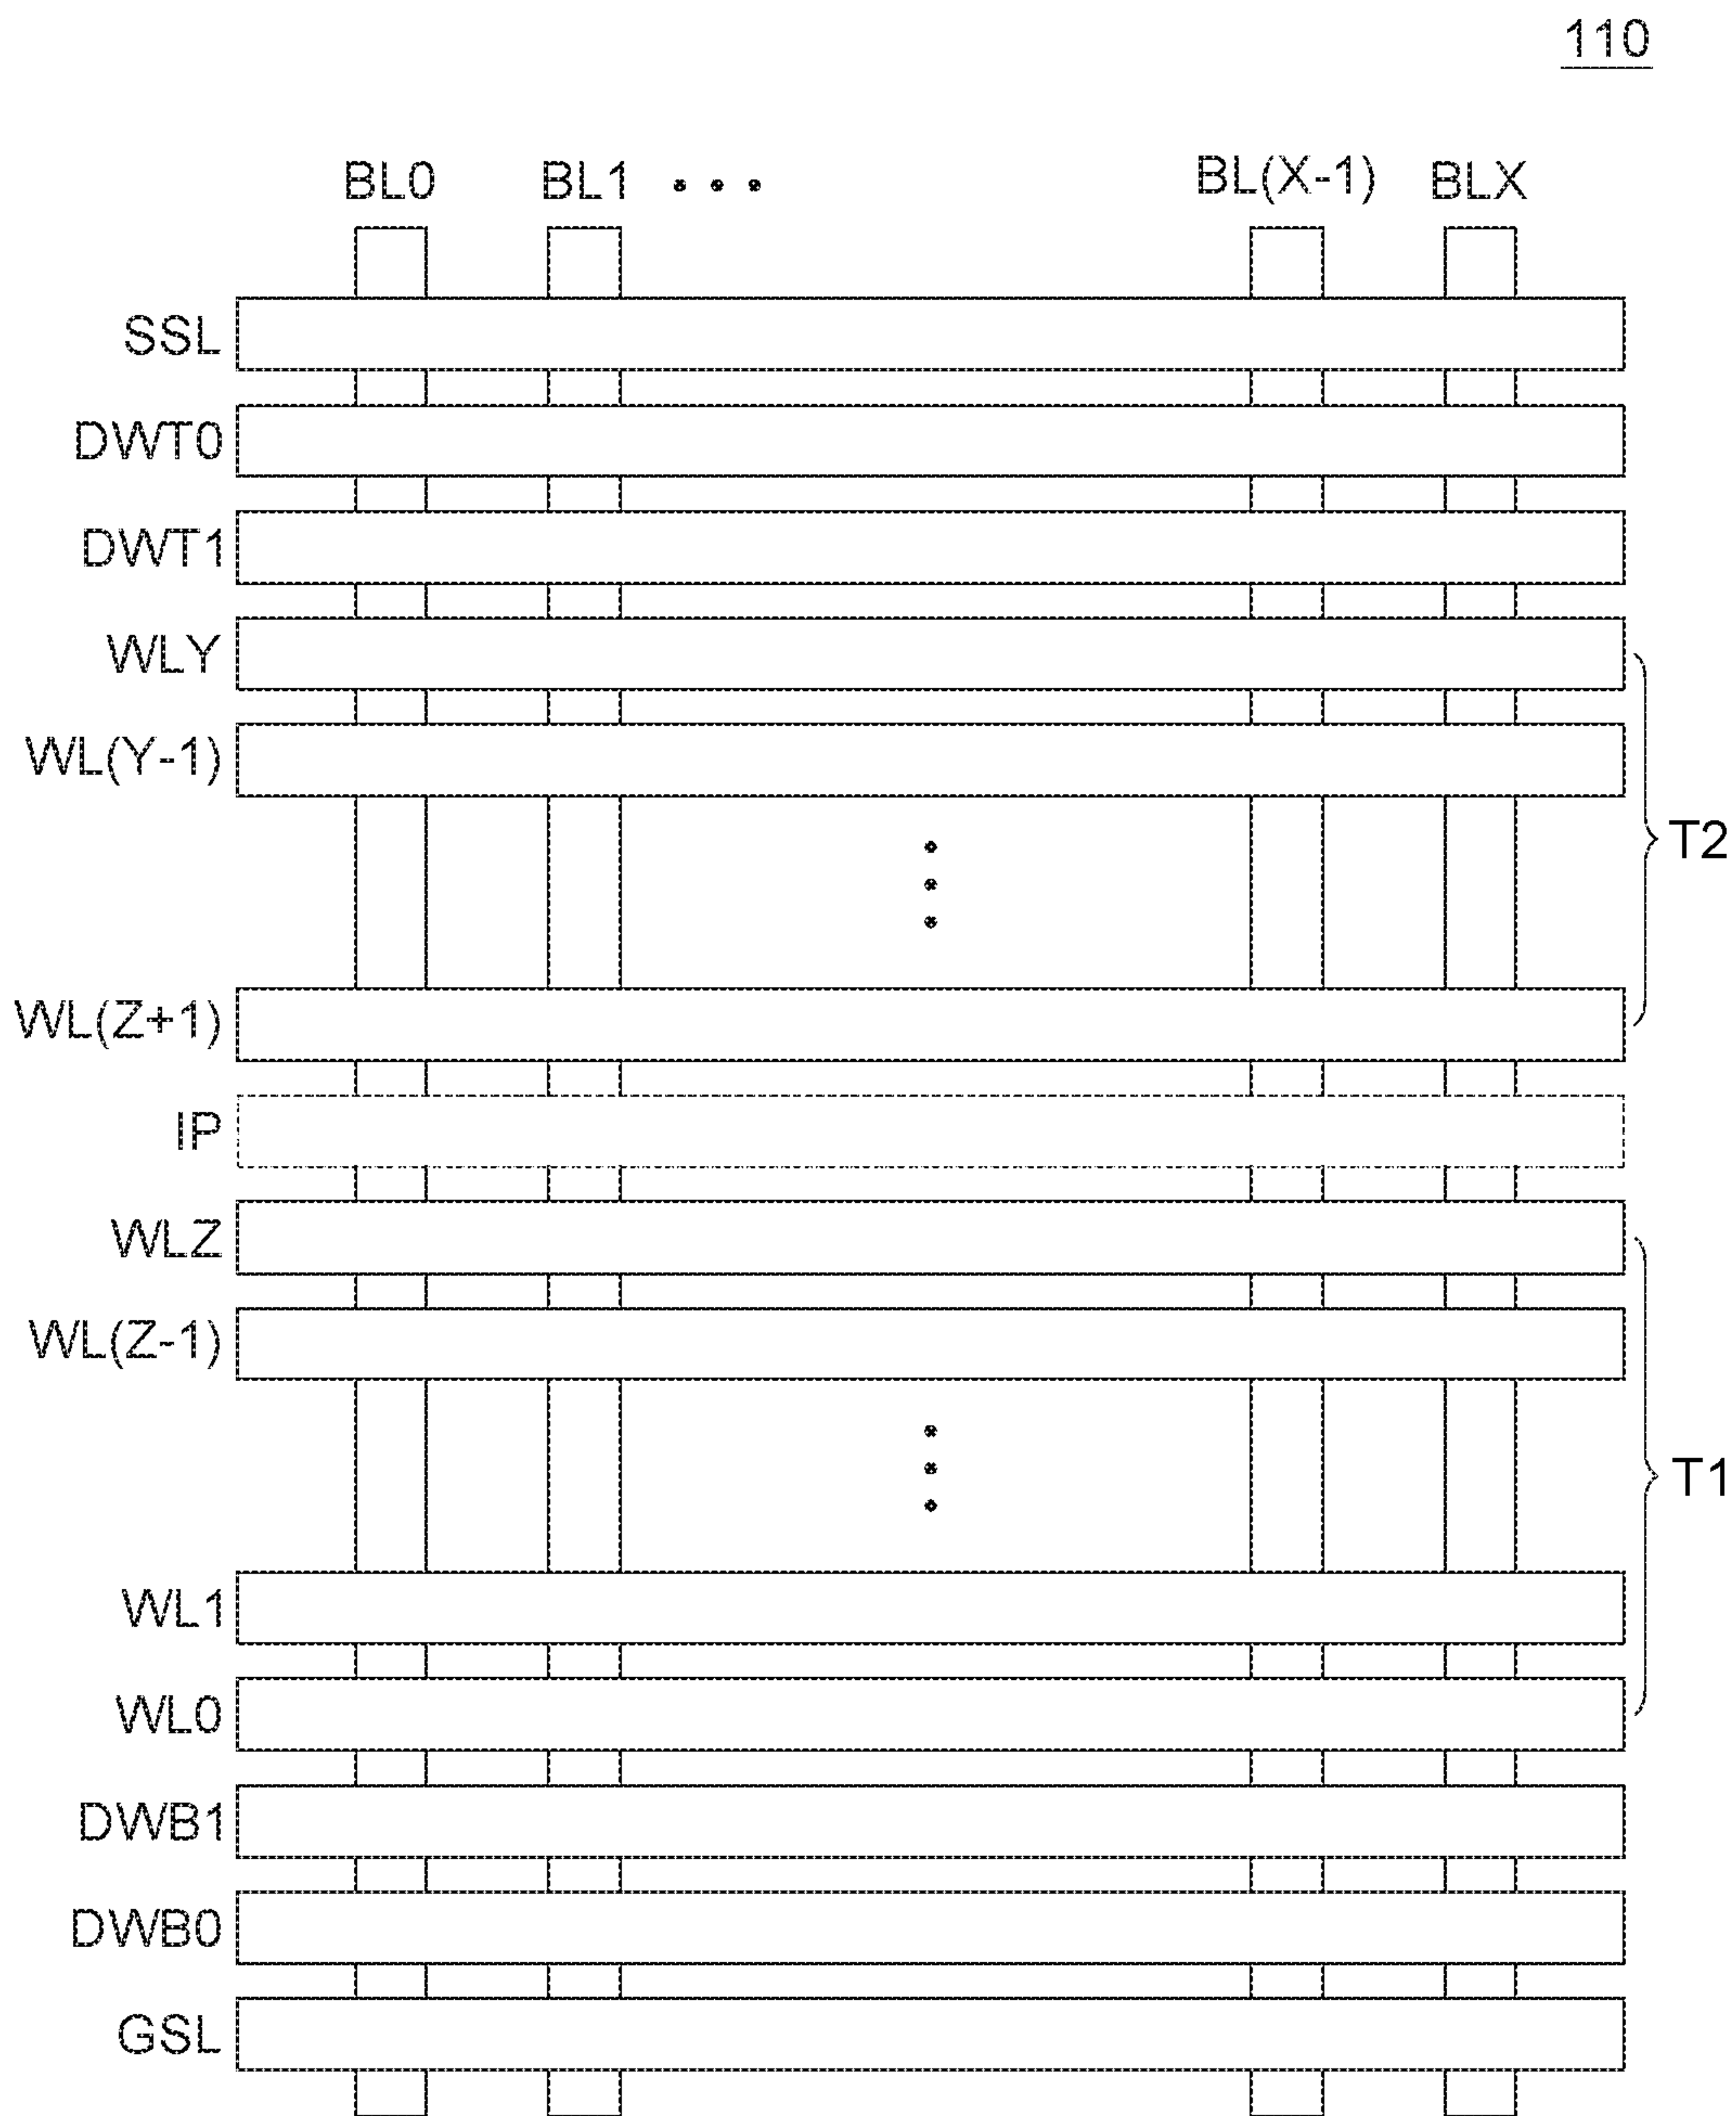 110
BL0 BL1 • • • BL(X-1) BLX
SSL
DWT0
DWT1
WLY
WL(Y-1)
T2
WL(Z+1)
IP
WLZ
WL(Z-1)
T1
WL1
WL0
DWB1
DWB0
GSL